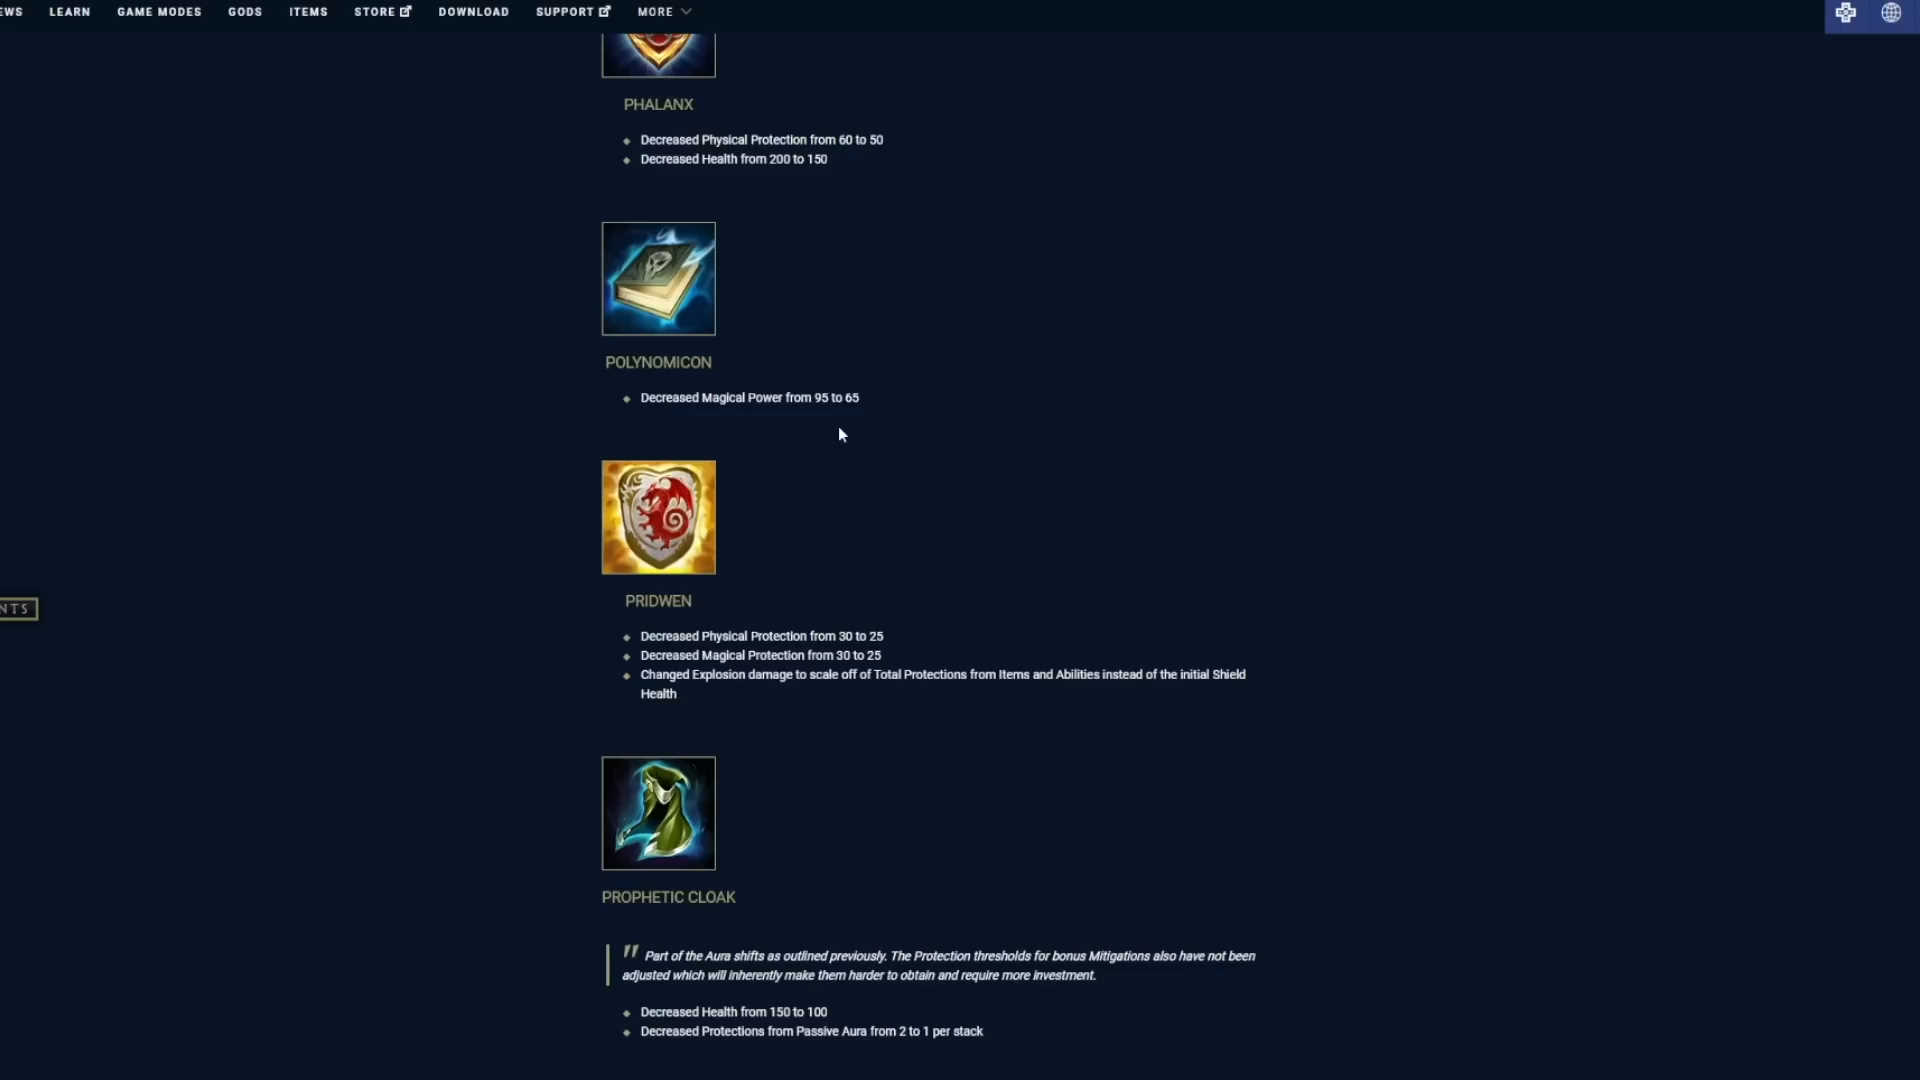 EWS LEARN GAME MODES GODS ITEMS STORE DOWNLOAD SUPPORT MORE
PHALANX
Decreased Physical Protection from 60 to 50
Decreased Health from 200 to 150
POLYNOMICON
Decreased Magical Power from 95 to 65
PRIDWEN
NTS
Decreased Physical Protection from 30 to 25
Decreased Magical Protection from 30 to 25
Changed Explosion damage to scale off of Total Protections from Items and Abilities instead of the initial Shield
Health
PROPHETIC CLOAK
" Part of the Aura shifts as outlined previously. The Protection thresholds for bonus Mitigations also have not been
adjusted which will inherently make them harder to obtain and require more investment.
Decreased Health from 150 to 100
Decreased Protections from Passive Aura from 2 to 1 per stack